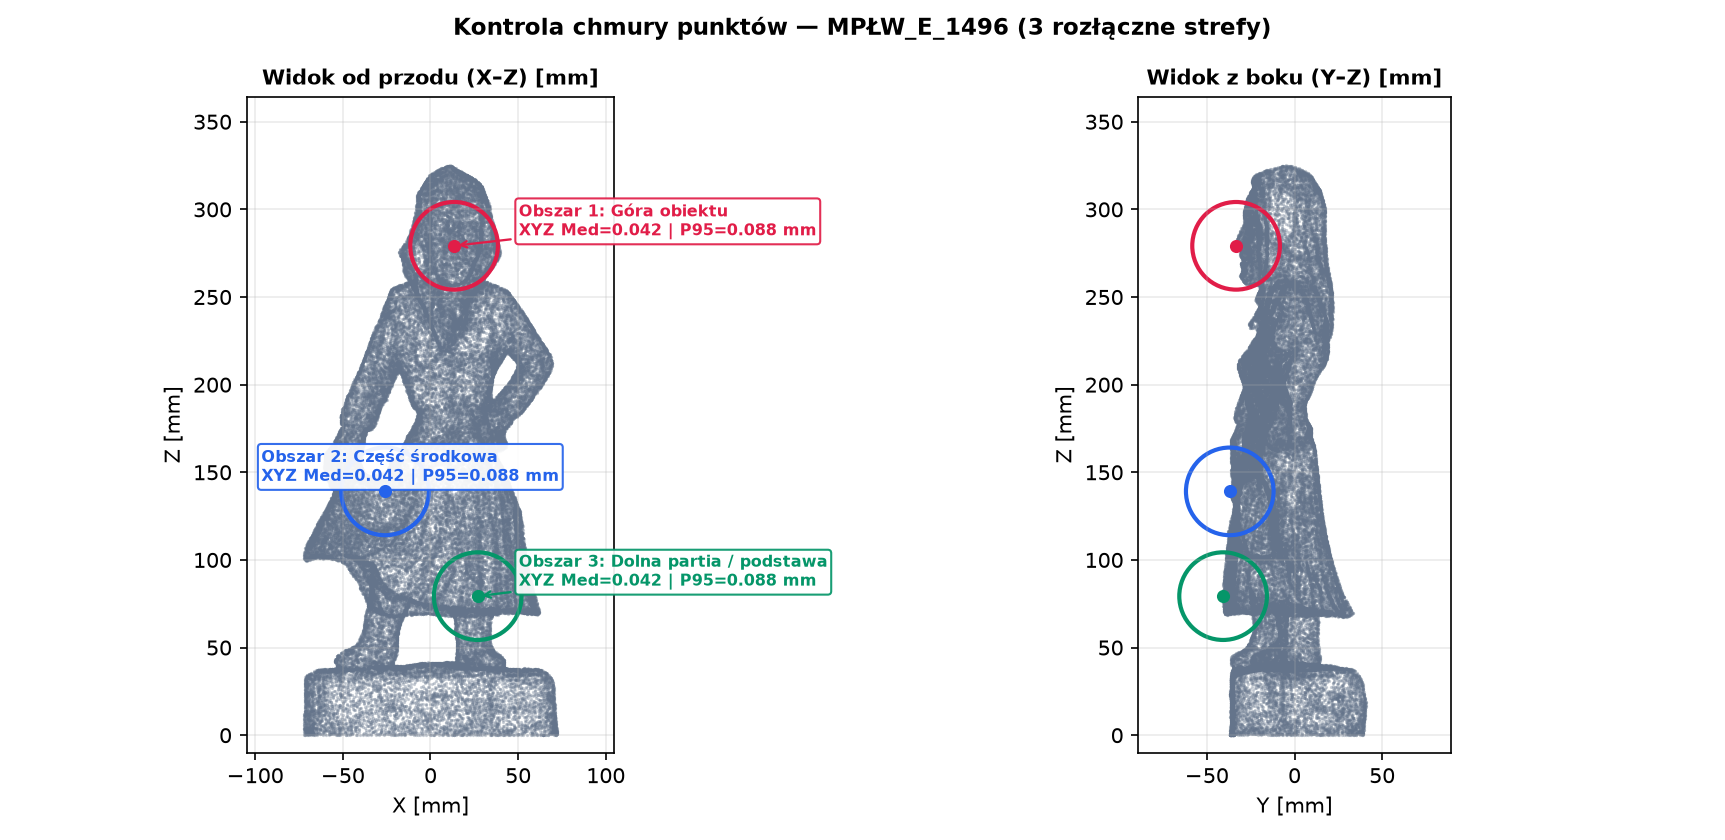 Kontrola chmury punktów — MPŁW_E_1496 (3 rozłączne strefy)
Widok od przodu (X–Z) [mm]
350
300
250
200
150
100
50
0
Z [mm]
−100
−50
0
50
100
X [mm]
Obszar 1: Góra obiektu
XYZ Med=0.042 | P95=0.088 mm
Obszar 2: Część środkowa
XYZ Med=0.042 | P95=0.088 mm
Obszar 3: Dolna partia / podstawa
XYZ Med=0.042 | P95=0.088 mm
Widok z boku (Y–Z) [mm]
350
300
250
200
150
100
50
0
Z [mm]
−50
0
50
Y [mm]